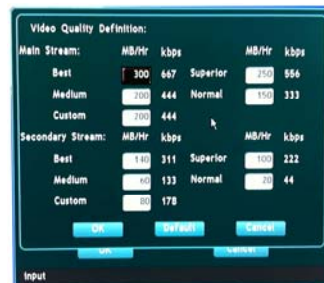 Video Quality Definition:
Main Stream: MB/Hr kbps MB/Hr kbps
Best 300 667 Superior 250 556
Medium 200 444 Normal 150 333
Custom 200 444
Secondary Stream: MB/Hr kbps MB/Hr kbps
Best 140 311 Superior 100 222
Medium 60 133 Normal 20 44
Custom 80 178
OK Default Cancel
OK Cancel
Input